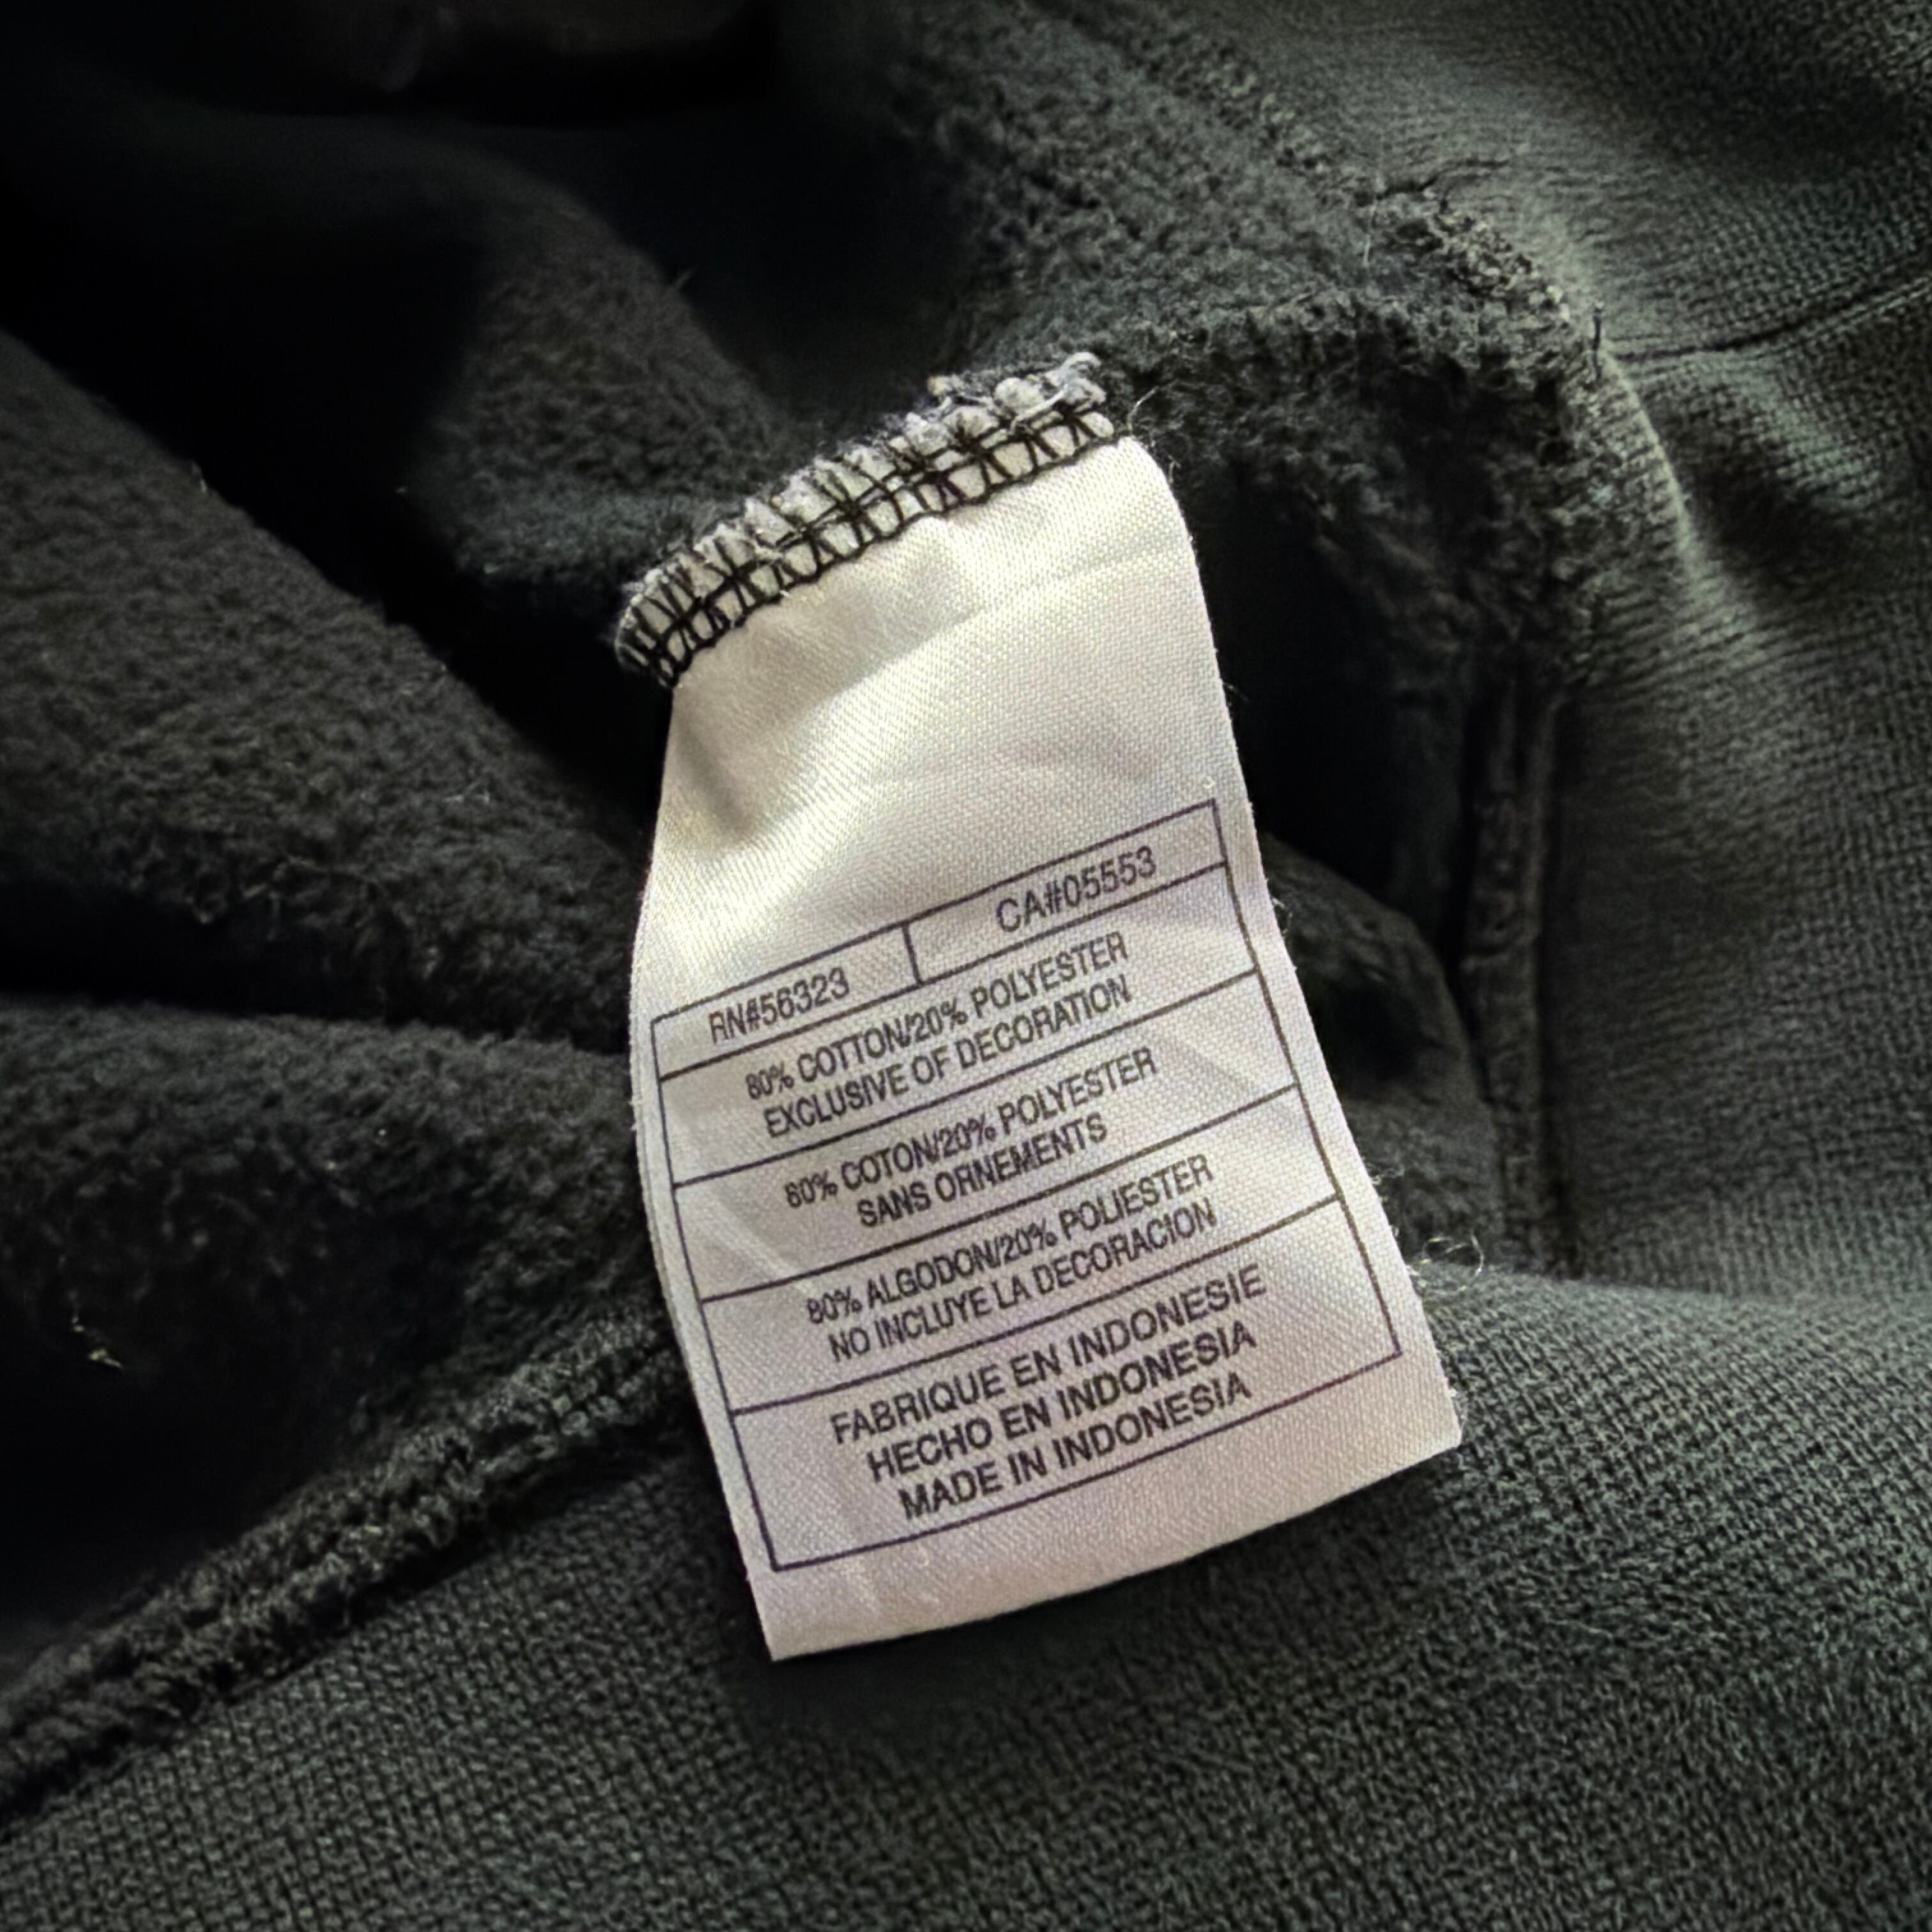 RN#56323 CA#05553
80% COTTON/20% POLYESTER
EXCLUSIVE OF DECORATION
80% COTON/20% POLYESTER
SANS ORNEMENTS
80% ALGODON/20% POLIESTER
NO INCLUYE LA DECORACION
FABRIQUE EN INDONESIE
HECHO EN INDONESIA
MADE IN INDONESIA